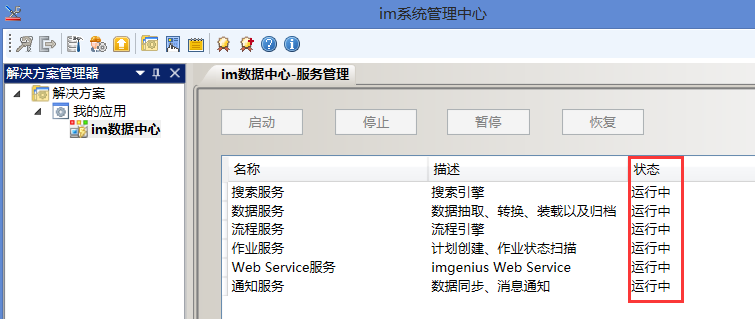 im系统管理中心
解决方案管理器
解决方案
我的应用
im数据中心
im数据中心-服务管理
启动 停止 暂停 恢复
名称 描述 状态
搜索服务 搜索引擎 运行中
数据服务 数据抽取、转换、装载以及归档 运行中
流程服务 流程引擎 运行中
作业服务 计划创建、作业状态扫描 运行中
Web Service服务 imgenius Web Service 运行中
通知服务 数据同步、消息通知 运行中